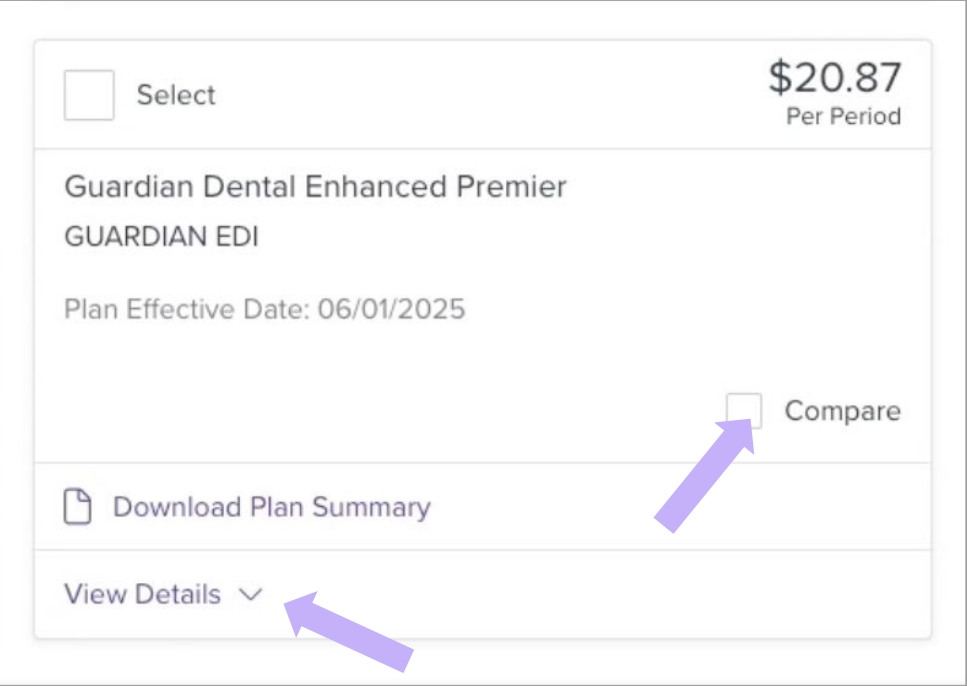 Select
$20.87
Per Period
Guardian Dental Enhanced Premier
GUARDIAN EDI
Plan Effective Date: 06/01/2025
Compare
Download Plan Summary
View Details